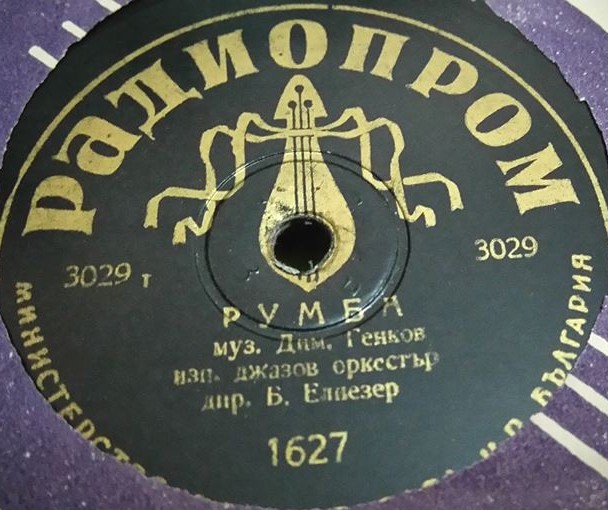 РАДИОПРОМ
3029 т
3029
РУМБА
муз. Дим. Генков
изп. джазов оркестър
дир. Б. Елиезер
1627
МИНИСТЕРСТВО
БЪЛГАРИЯ